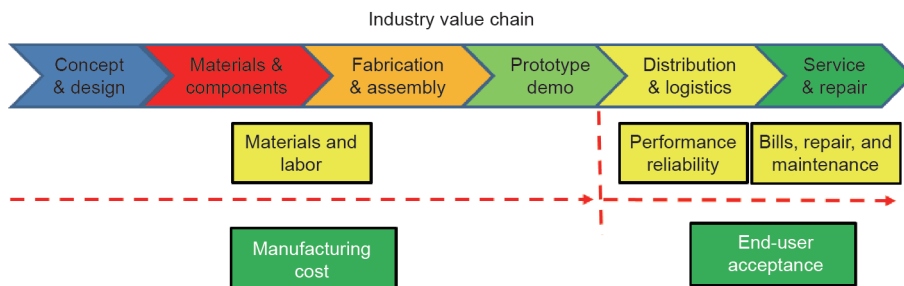 Industry value chain
Concept
& design
Materials &
components
Fabrication
& assembly
Prototype
demo
Distribution
& logistics
Service
& repair
Materials and
labor
Performance
reliability
Bills, repair, and
maintenance
Manufacturing
cost
End-user
acceptance